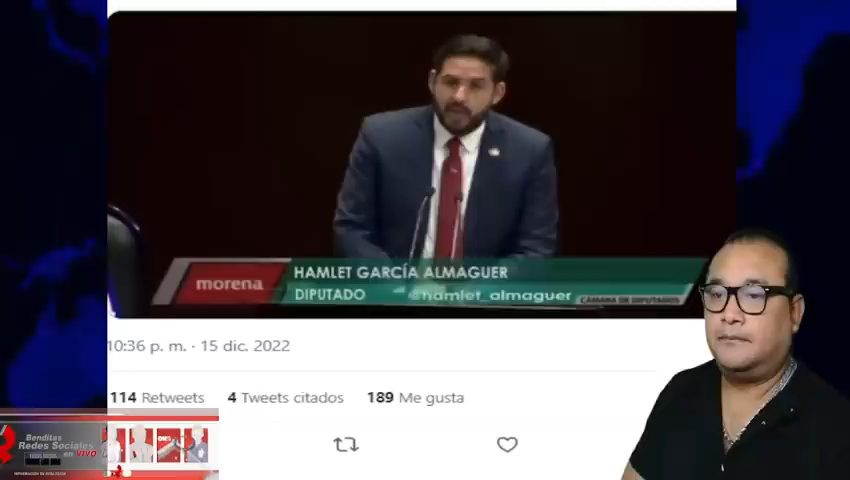 morena
HAMLET GARCÍA ALMAGUER
DIPUTADO @hamlet_almaguer CÁMARA DE DIPUTADOS
10:36 p. m. · 15 dic. 2022
114 Retweets 4 Tweets citados 189 Me gusta
Benditas
Redes Sociales
en VIVO